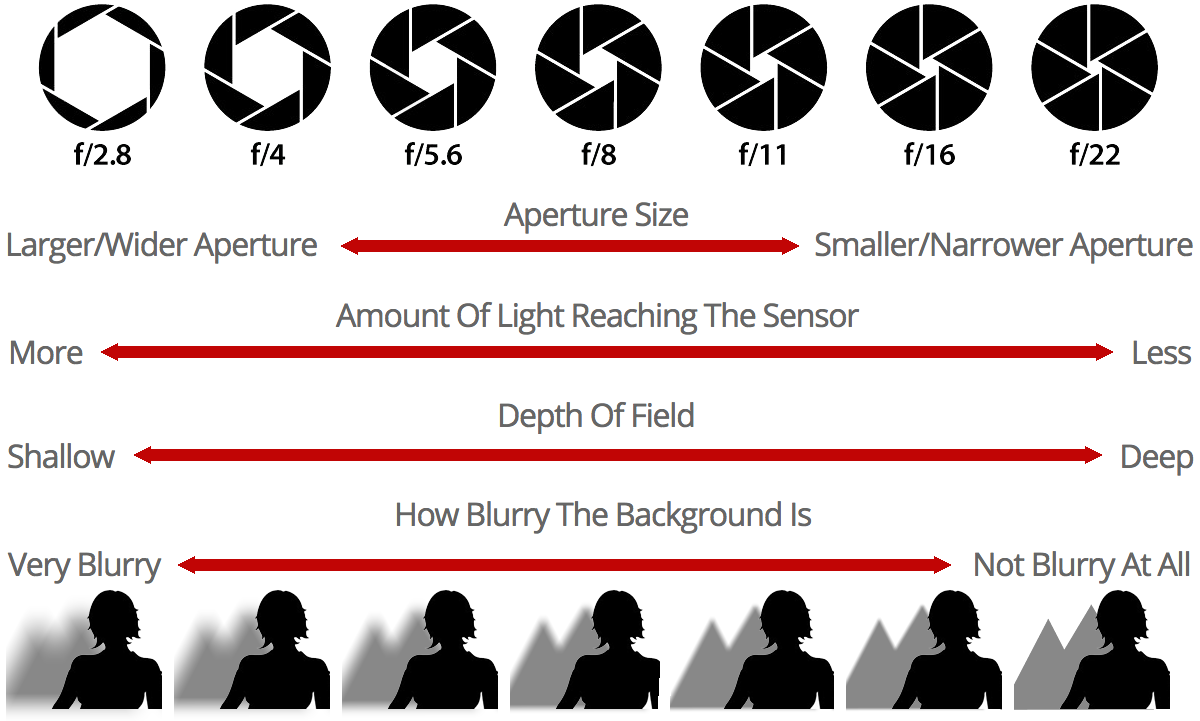 f/2.8 f/4 f/5.6 f/8 f/11 f/16 f/22
Aperture Size
Larger/Wider Aperture Smaller/Narrower Aperture
Amount Of Light Reaching The Sensor
More Less
Depth Of Field
Shallow Deep
How Blurry The Background Is
Very Blurry Not Blurry At All